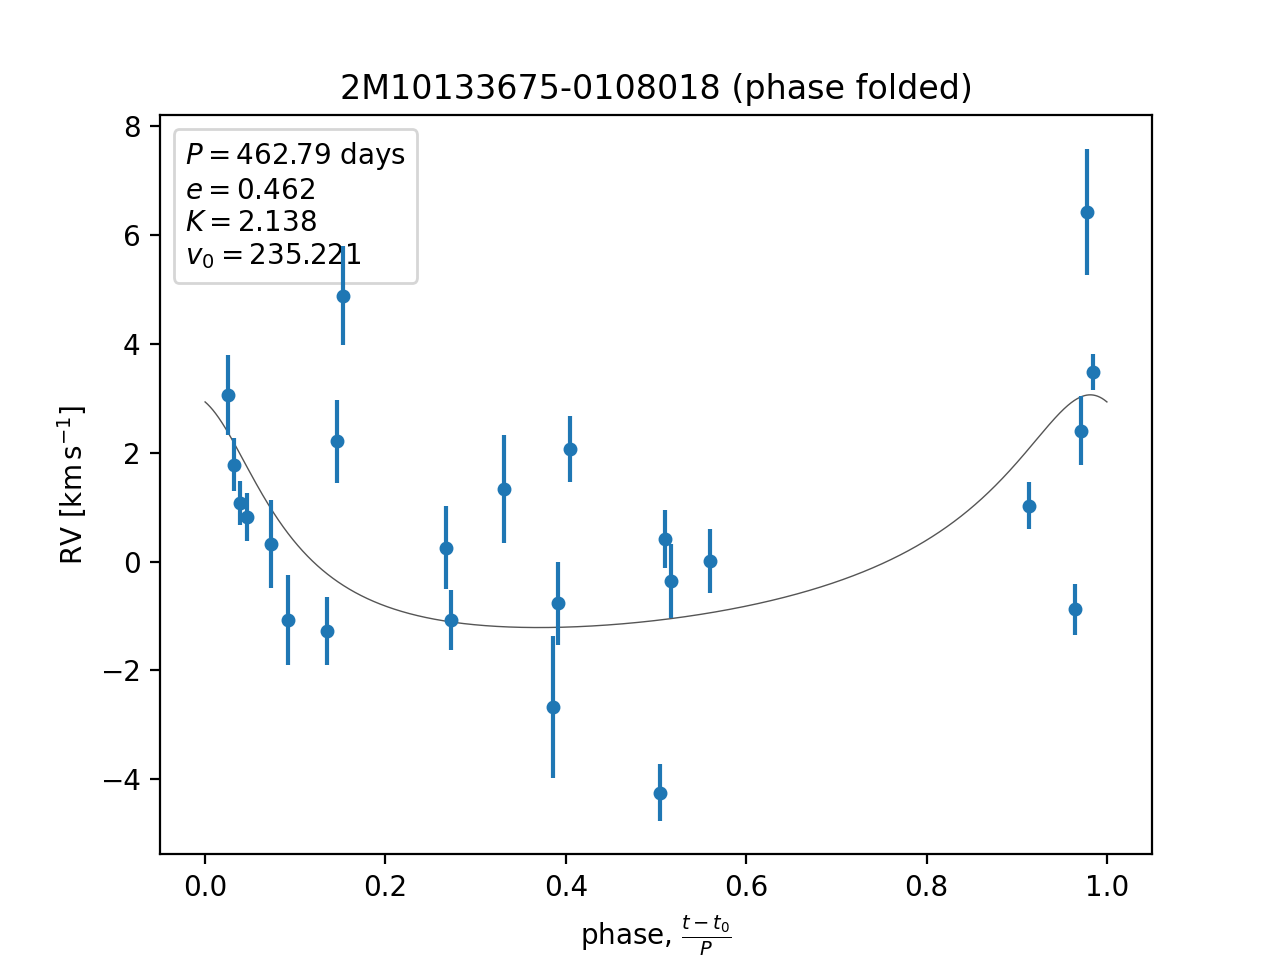 2M10133675-0108018 (phase folded)
P = 462.79 days
e = 0.462
K = 2.138
v₀ = 235.221
8
6
4
2
0
−2
−4
RV [km s⁻¹]
0.0 0.2 0.4 0.6 0.8 1.0
phase, (t − t₀)/P